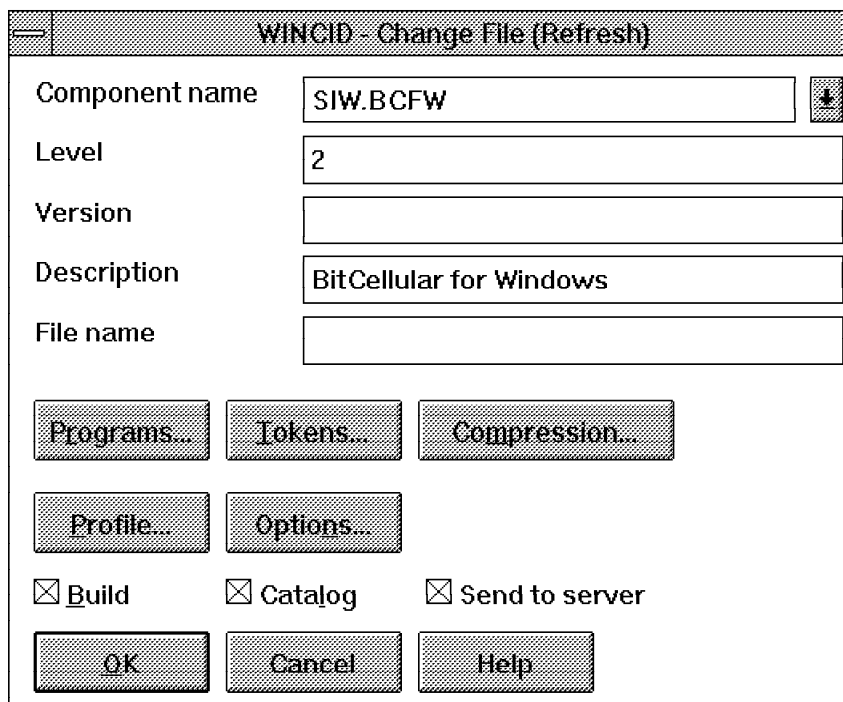 WINCID - Change File (Refresh)
Component name SIW.BCFW
Level 2
Version
Description BitCellular for Windows
File name
Programs... Tokens... Compression...
Profile... Options...
Build Catalog Send to server
OK Cancel Help